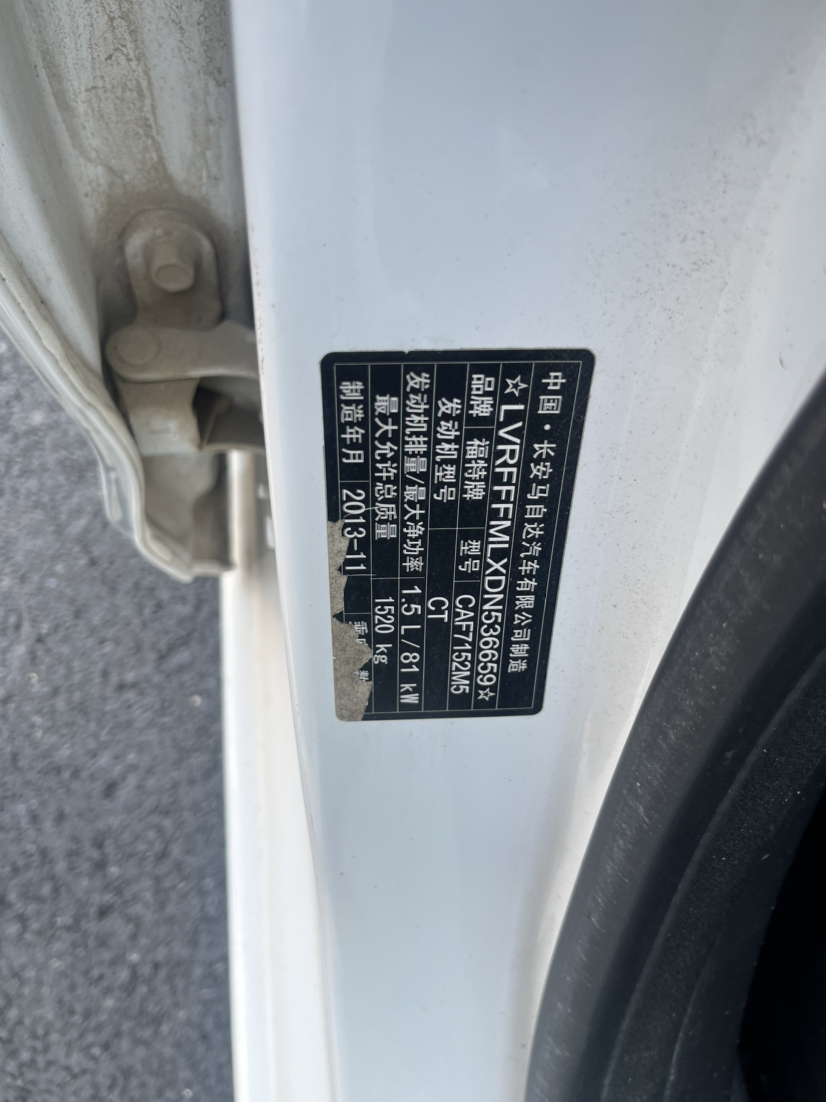 中国·长安马自达汽车有限公司制造
☆LVRFFFMLXDN536659☆
品牌 福特牌 型号 CAF7152M5
发动机型号 CT
发动机排量/最大净功率 1.5 L/81 kW
最大允许总质量 1520 kg
制造年月 2013-11 乘